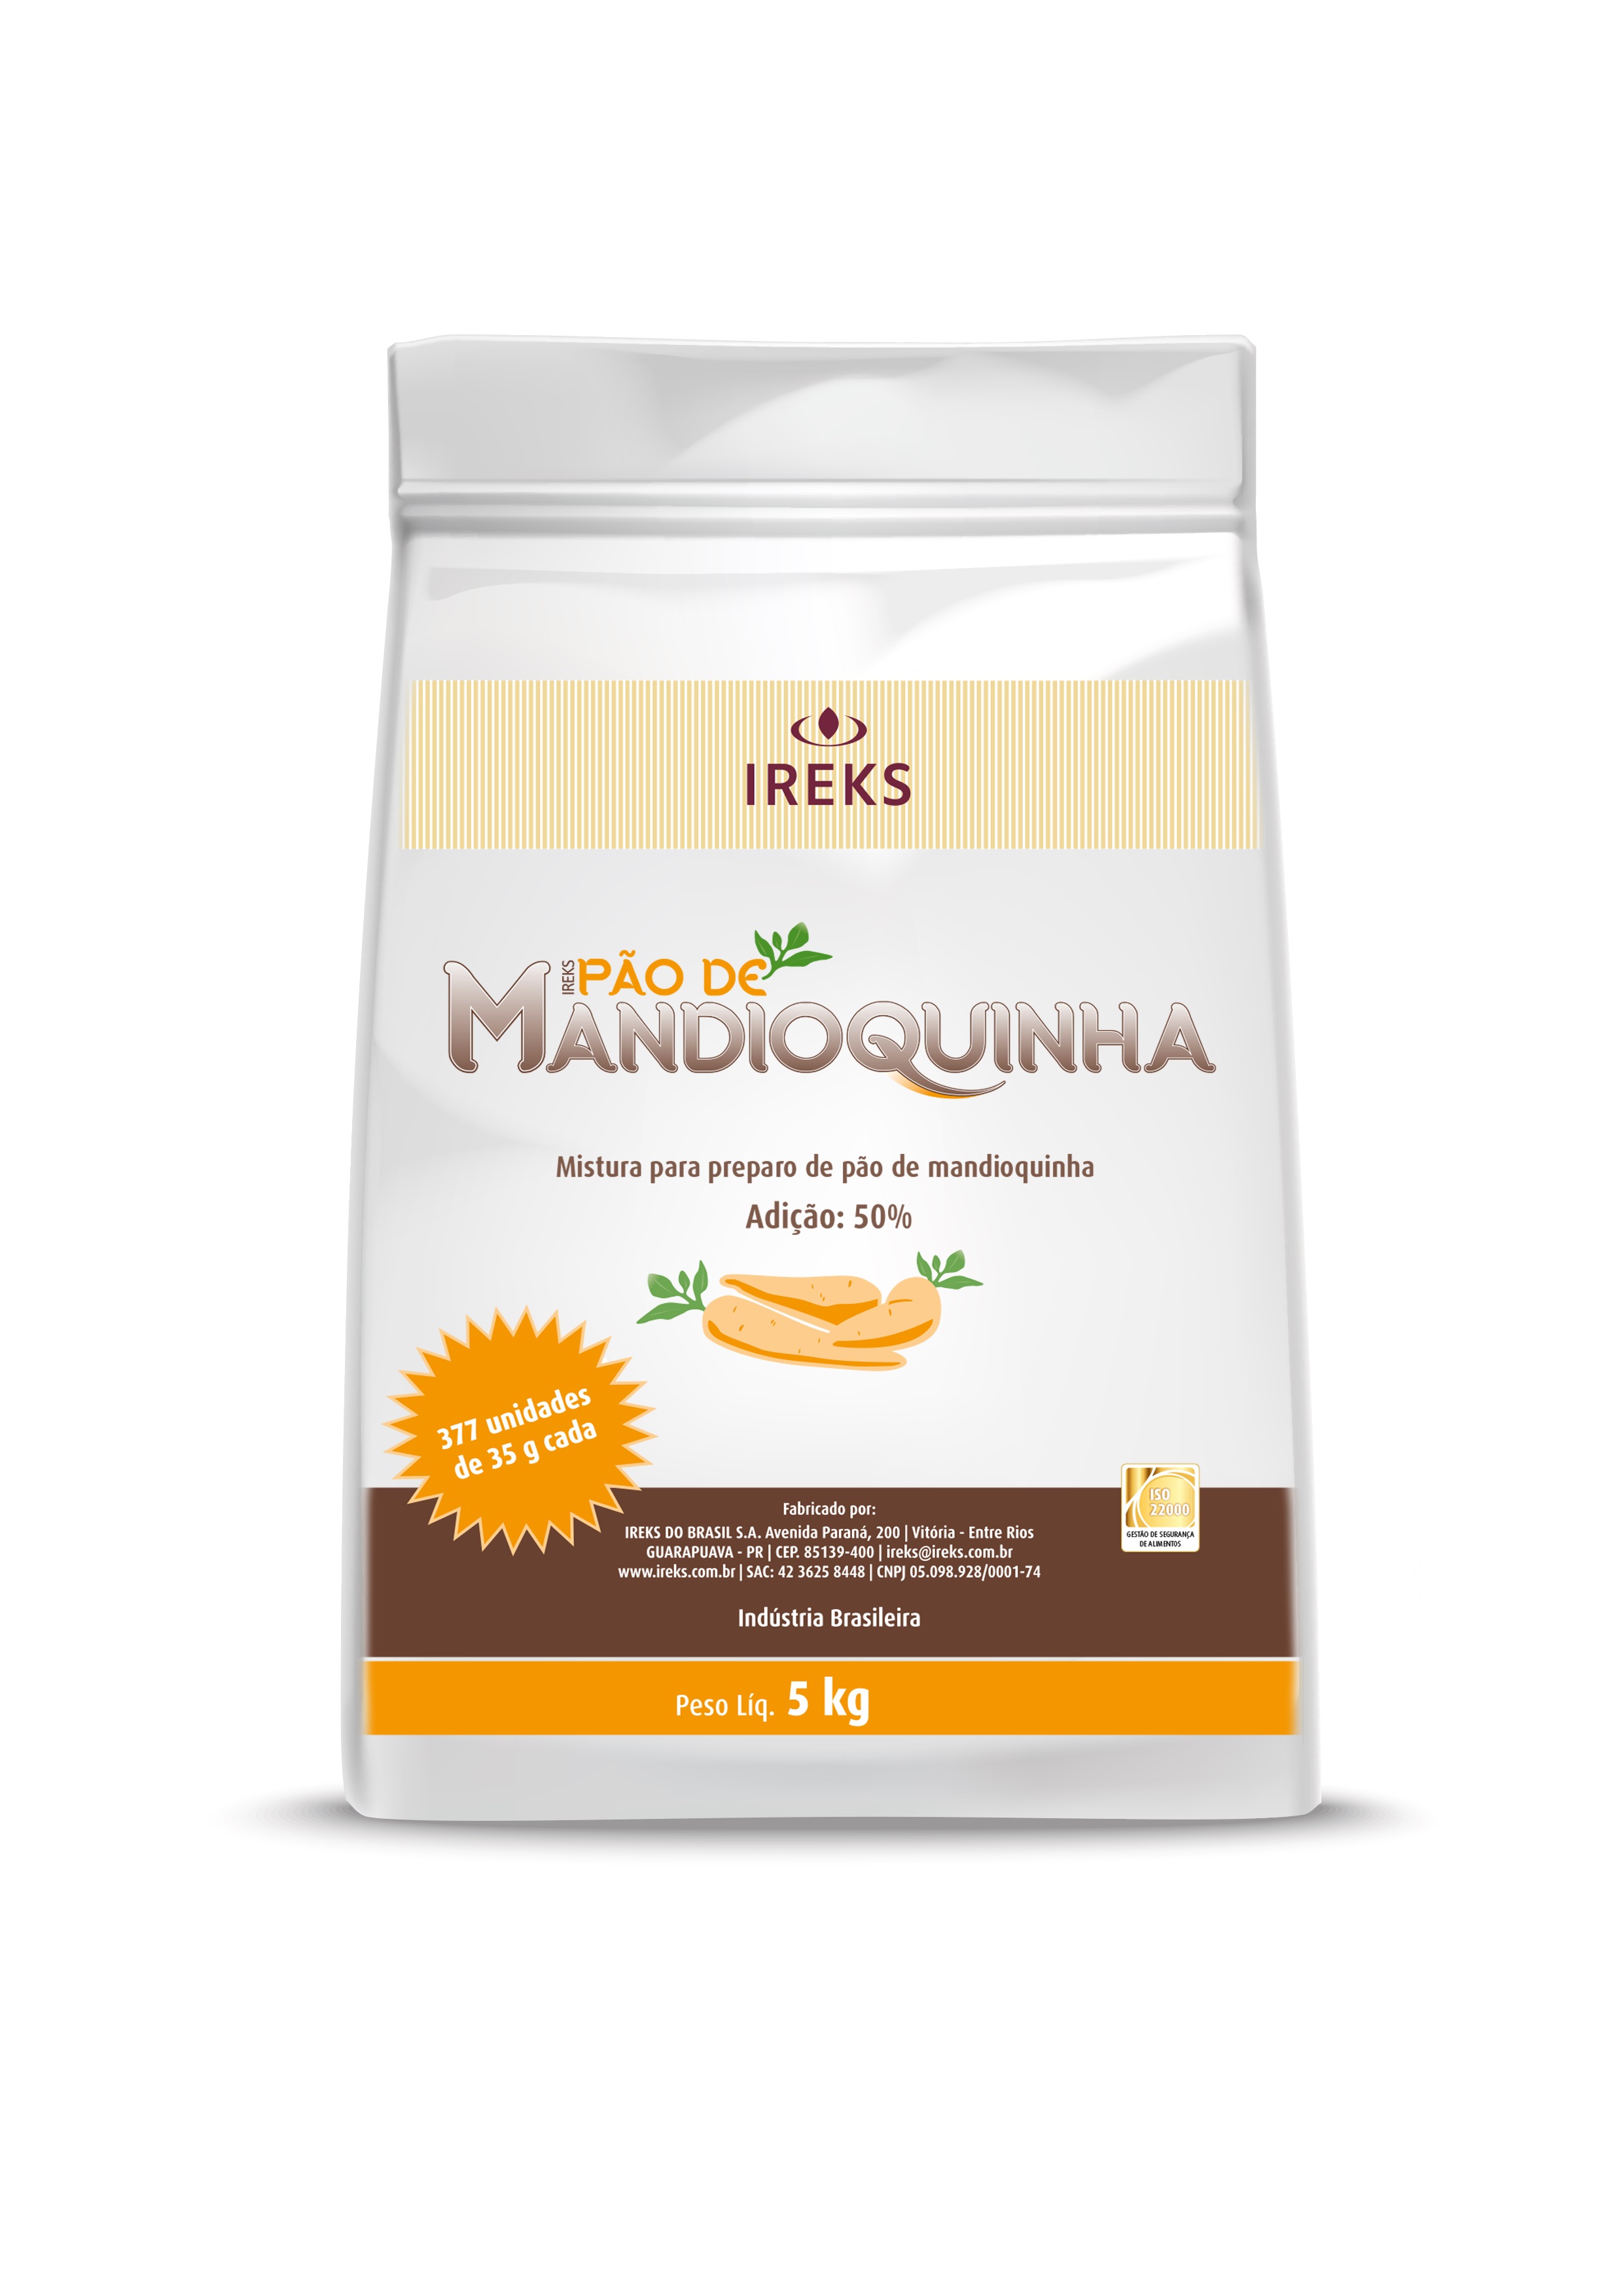 IREKS
IREKS PÃO DE
MANDIOQUINHA
Mistura para preparo de pão de mandioquinha
Adição: 50%
377 unidades
de 35 g cada
ISO
22000
GESTÃO DE SEGURANÇA
DE ALIMENTOS
Fabricado por:
IREKS DO BRASIL S.A. Avenida Paraná, 200 | Vitória - Entre Rios
GUARAPUAVA - PR | CEP. 85139-400 | ireks@ireks.com.br
www.ireks.com.br | SAC: 42 3625 8448 | CNPJ 05.098.928/0001-74
Indústria Brasileira
Peso Líq. 5 kg